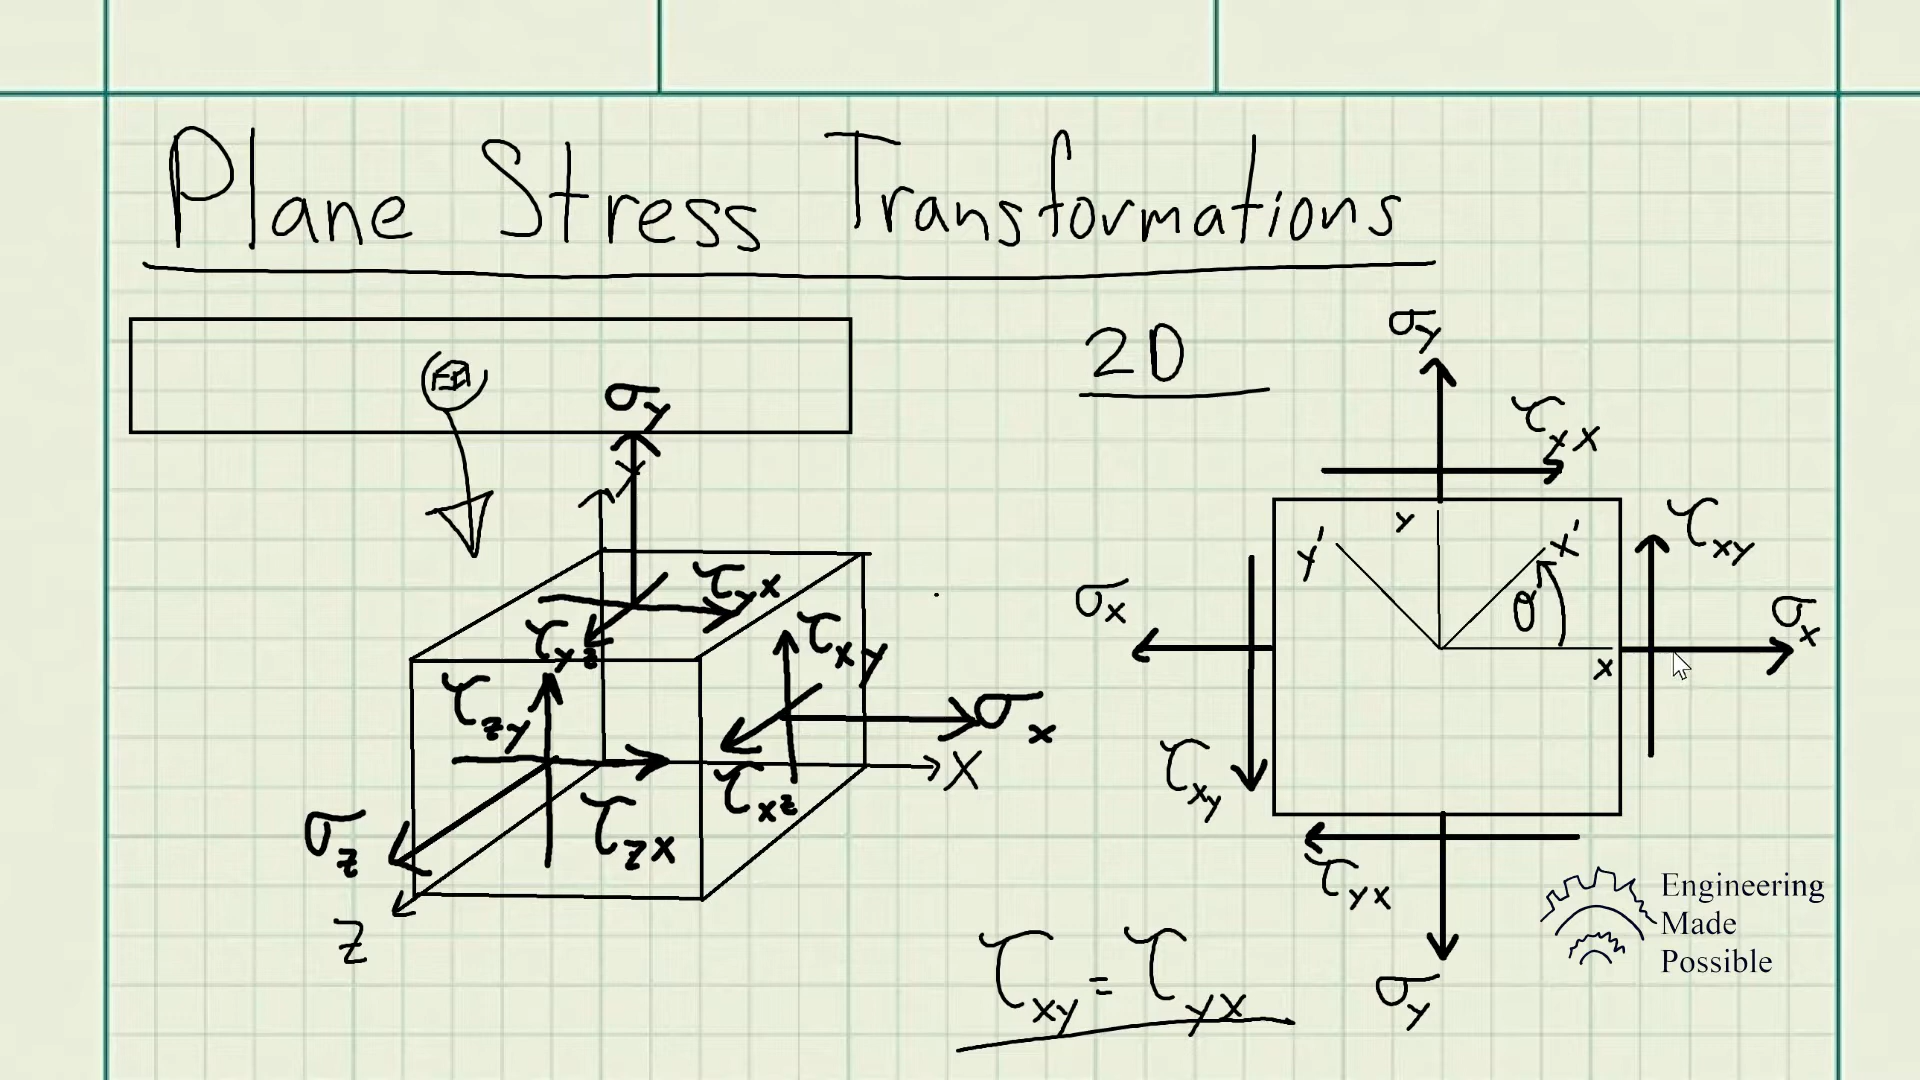 Plane Stress Transformations
2D
σy
y
τyx
τyz
τxy
τzy
σx
τxz
x
τzx
σz
z
σy
τyx
τxy
y
y'
x'
θ
x
σx
σx
τxy
τyx
σy
τxy = τyx
Engineering
Made
Possible